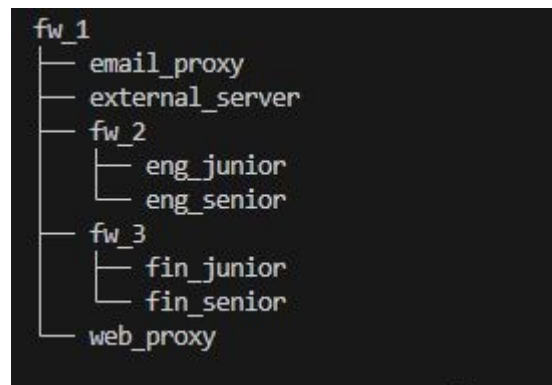 fw_1
├── email_proxy
├── external_server
├── fw_2
│   ├── eng_junior
│   └── eng_senior
├── fw_3
│   ├── fin_junior
│   └── fin_senior
└── web_proxy